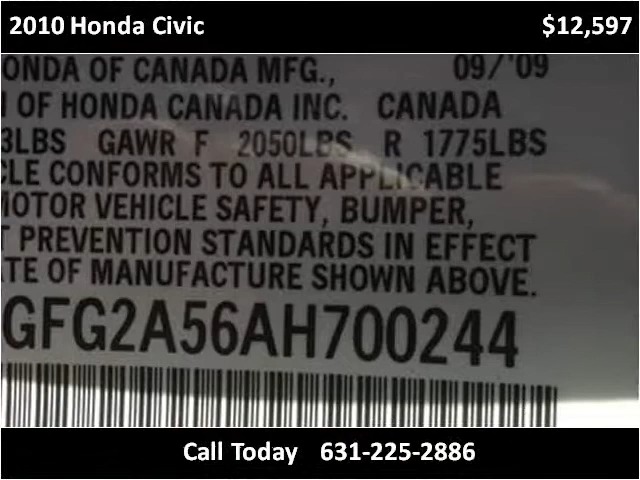 2010 Honda Civic $12,597
ONDA OF CANADA MFG., 09/'09
OF HONDA CANADA INC. CANADA
3LBS GAWR F 2050LBS R 1775LBS
CLE CONFORMS TO ALL APPLICABLE
MOTOR VEHICLE SAFETY, BUMPER,
T PREVENTION STANDARDS IN EFFECT
TE OF MANUFACTURE SHOWN ABOVE.
GFG2A56AH700244
Call Today 631-225-2886